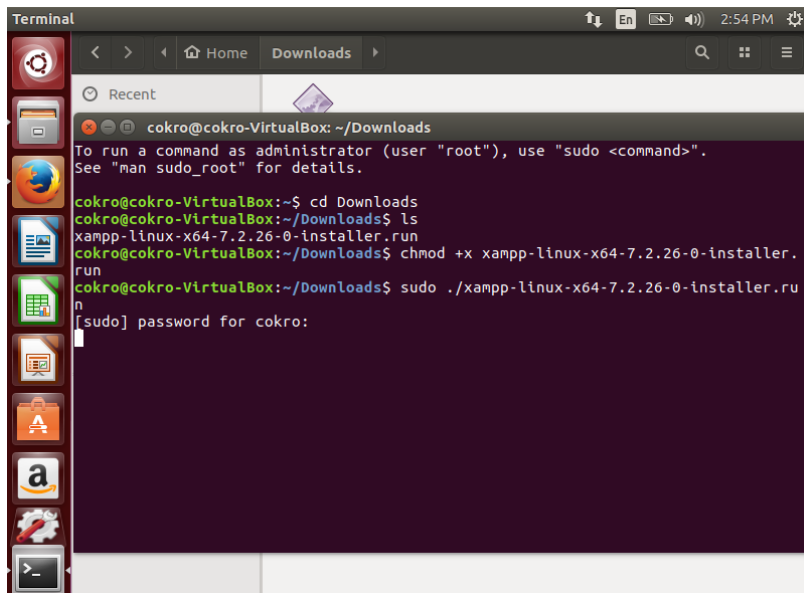 Terminal
En
2:54 PM
Home
Downloads
Recent
cokro@cokro-VirtualBox: ~/Downloads
To run a command as administrator (user "root"), use "sudo <command>".
See "man sudo_root" for details.
cokro@cokro-VirtualBox:~$ cd Downloads
cokro@cokro-VirtualBox:~/Downloads$ ls
xampp-linux-x64-7.2.26-0-installer.run
cokro@cokro-VirtualBox:~/Downloads$ chmod +x xampp-linux-x64-7.2.26-0-installer.
run
cokro@cokro-VirtualBox:~/Downloads$ sudo ./xampp-linux-x64-7.2.26-0-installer.ru
n
[sudo] password for cokro: